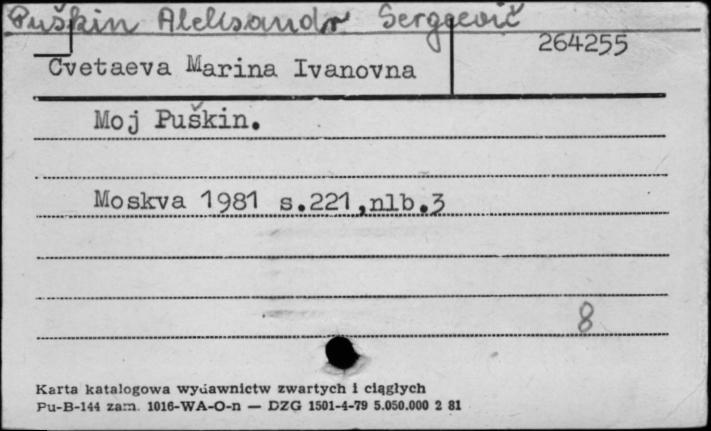 Puškin Aleksandr Sergeevič
264255
Cvetaeva Marina Ivanovna
Moj Puškin.
Moskva 1981 s.221,nlb.3
8
Karta katalogowa wydawnictw zwartych i ciągłych
Pu-B-144 zam. 1016-WA-O-n — DZG 1501-4-79 5.050.000 2 81